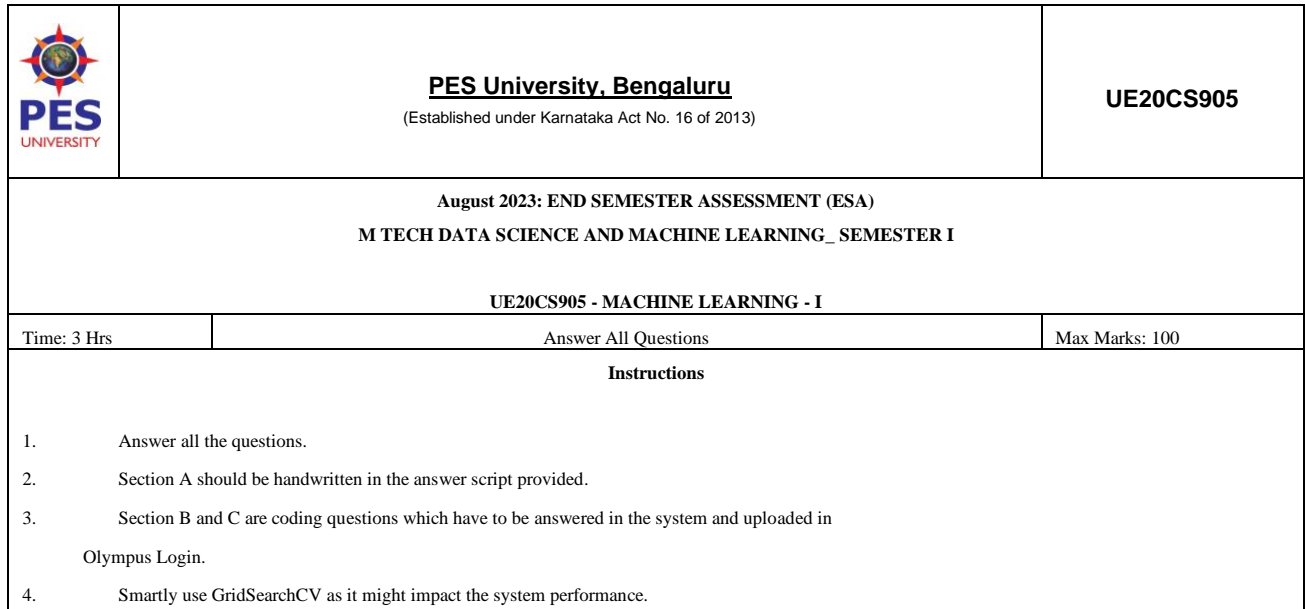 PES
UNIVERSITY
PES University, Bengaluru
(Established under Karnataka Act No. 16 of 2013)
UE20CS905
August 2023: END SEMESTER ASSESSMENT (ESA)
M TECH DATA SCIENCE AND MACHINE LEARNING_ SEMESTER I
UE20CS905 - MACHINE LEARNING - I
Time: 3 Hrs Answer All Questions Max Marks: 100
Instructions
1. Answer all the questions.
2. Section A should be handwritten in the answer script provided.
3. Section B and C are coding questions which have to be answered in the system and uploaded in
Olympus Login.
4. Smartly use GridSearchCV as it might impact the system performance.